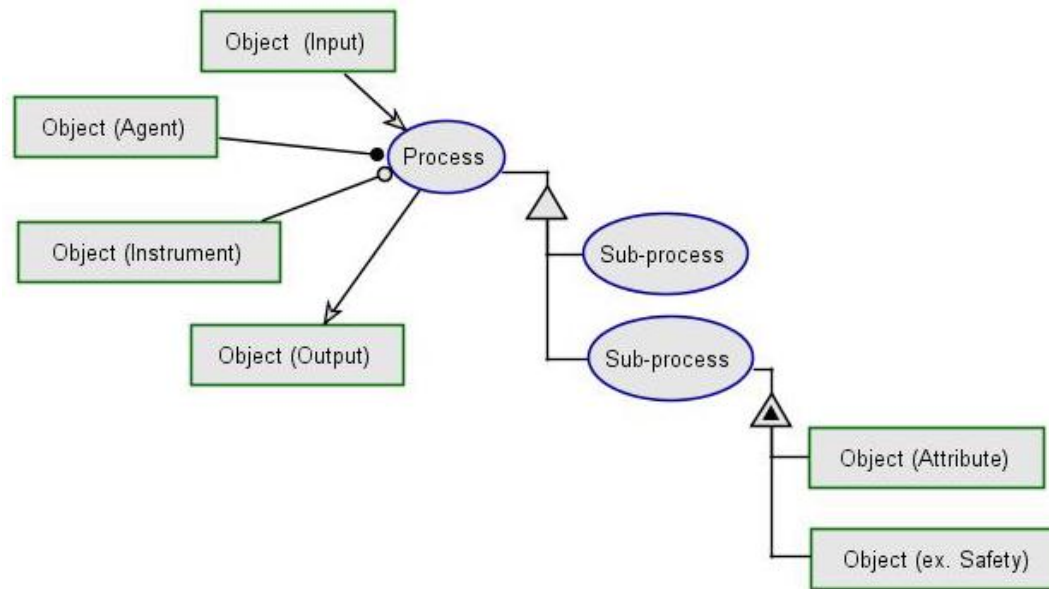 Object (Input)
Object (Agent)
Process
Object (Instrument)
Sub-process
Object (Output)
Sub-process
Object (Attribute)
Object (ex. Safety)